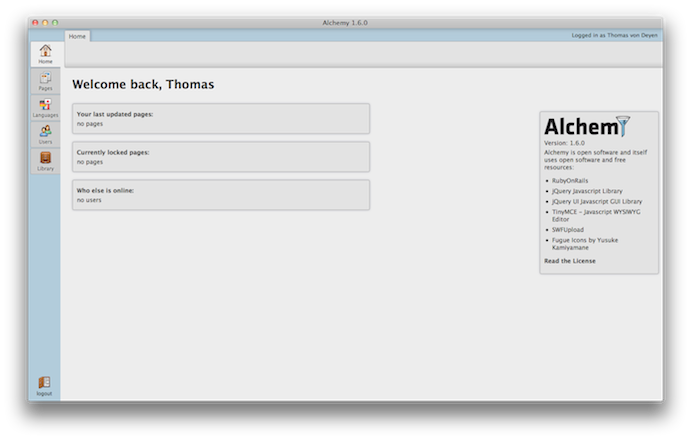 Alchemy 1.6.0
Home
Logged in as Thomas von Deyen
Home
Pages
Languages
Users
Library
logout
Welcome back, Thomas
Your last updated pages:
no pages
Currently locked pages:
no pages
Who else is online:
no users
Alchemy
Version: 1.6.0
Alchemy is open software and itself
uses open software and free
resources:
• RubyOnRails
• jQuery Javascript Library
• jQuery UI Javascript GUI Library
• TinyMCE - Javascript WYSIWYG
Editor
• SWFUpload
• Fugue Icons by Yusuke
Kamiyamane
Read the License